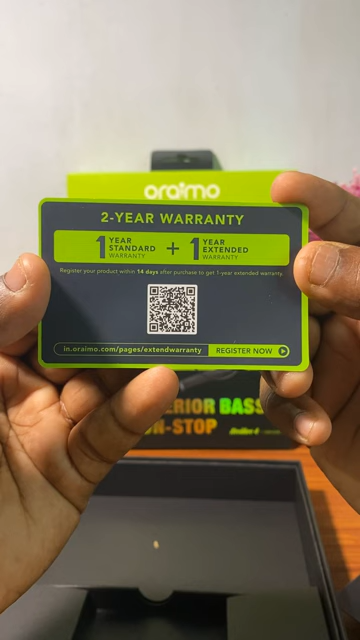 oraimo
2-YEAR WARRANTY
1 YEAR STANDARD WARRANTY + 1 YEAR EXTENDED WARRANTY
Register your product within 14 days after purchase to get 1-year extended warranty.
in.oraimo.com/pages/extendwarranty REGISTER NOW
ERIOR BASS
N-STOP